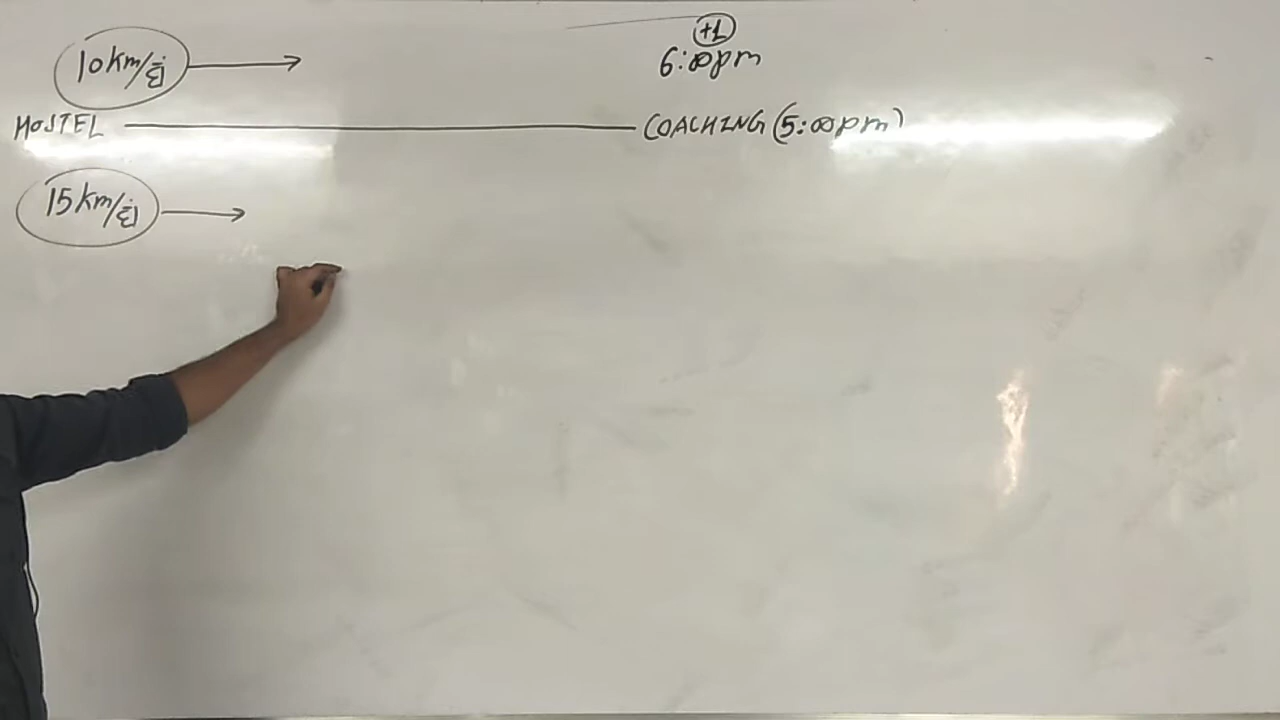 +1
10km/घं 6:00pm
HOSTEL COACHING (5:00pm)
15km/घं